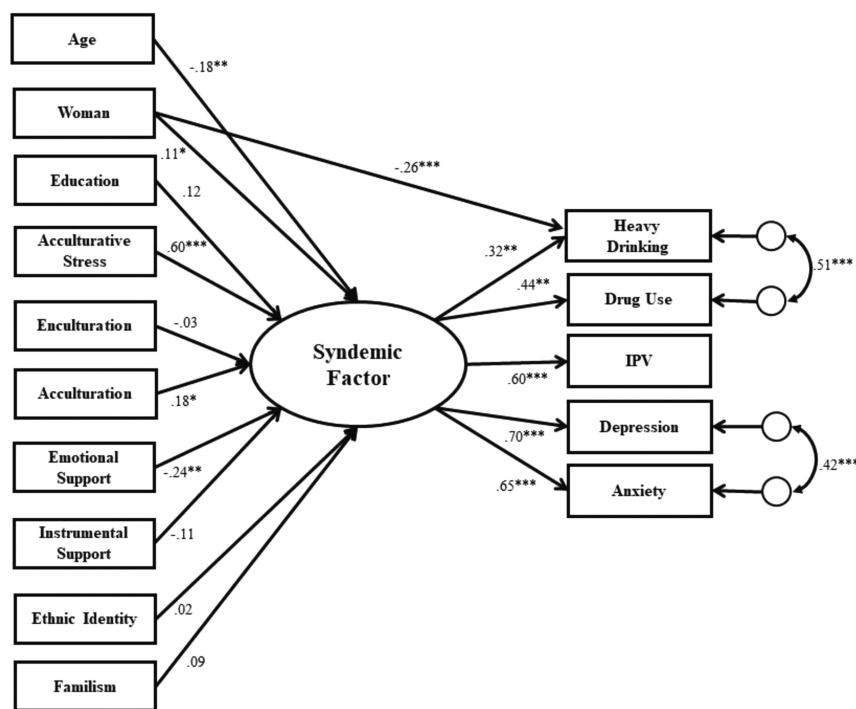 Age
-.18**
Woman
.11*
-.26***
Education
.12
Acculturative
Stress
.60***
Enculturation
-.03
Acculturation
.18*
Emotional
Support
-.24**
Instrumental
Support
-.11
Ethnic Identity
.02
Familism
.09
Syndemic
Factor
.32**
Heavy
Drinking
.51***
.44**
Drug Use
.60***
IPV
.70***
Depression
.42***
.65***
Anxiety